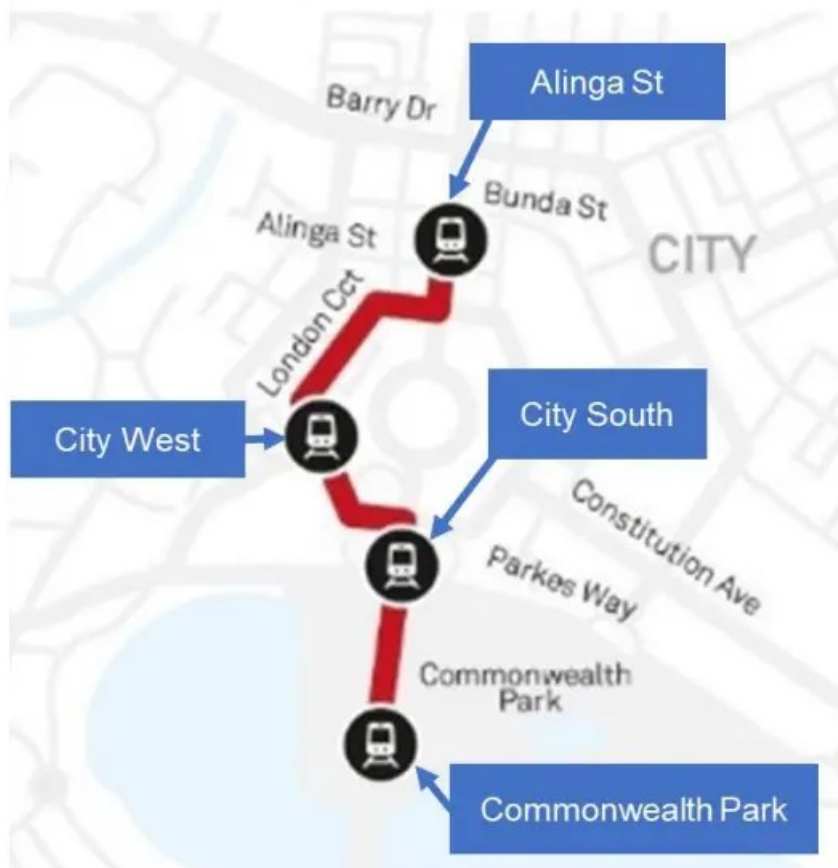 Alinga St
Barry Dr
Bunda St
Alinga St
CITY
London Cct
City West
City South
Constitution Ave
Parkes Way
Commonwealth
Park
Commonwealth Park